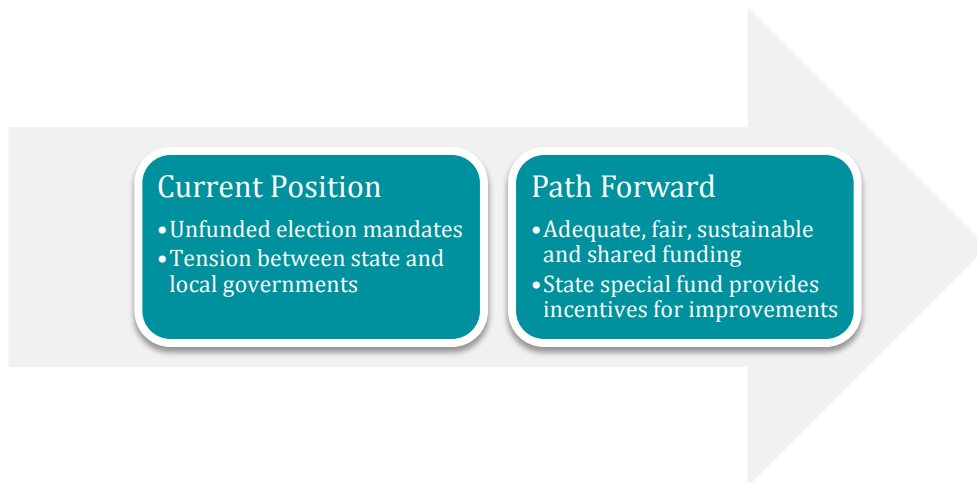 Current Position
•Unfunded election mandates
•Tension between state and
local governments
Path Forward
•Adequate, fair, sustainable
and shared funding
•State special fund provides
incentives for improvements